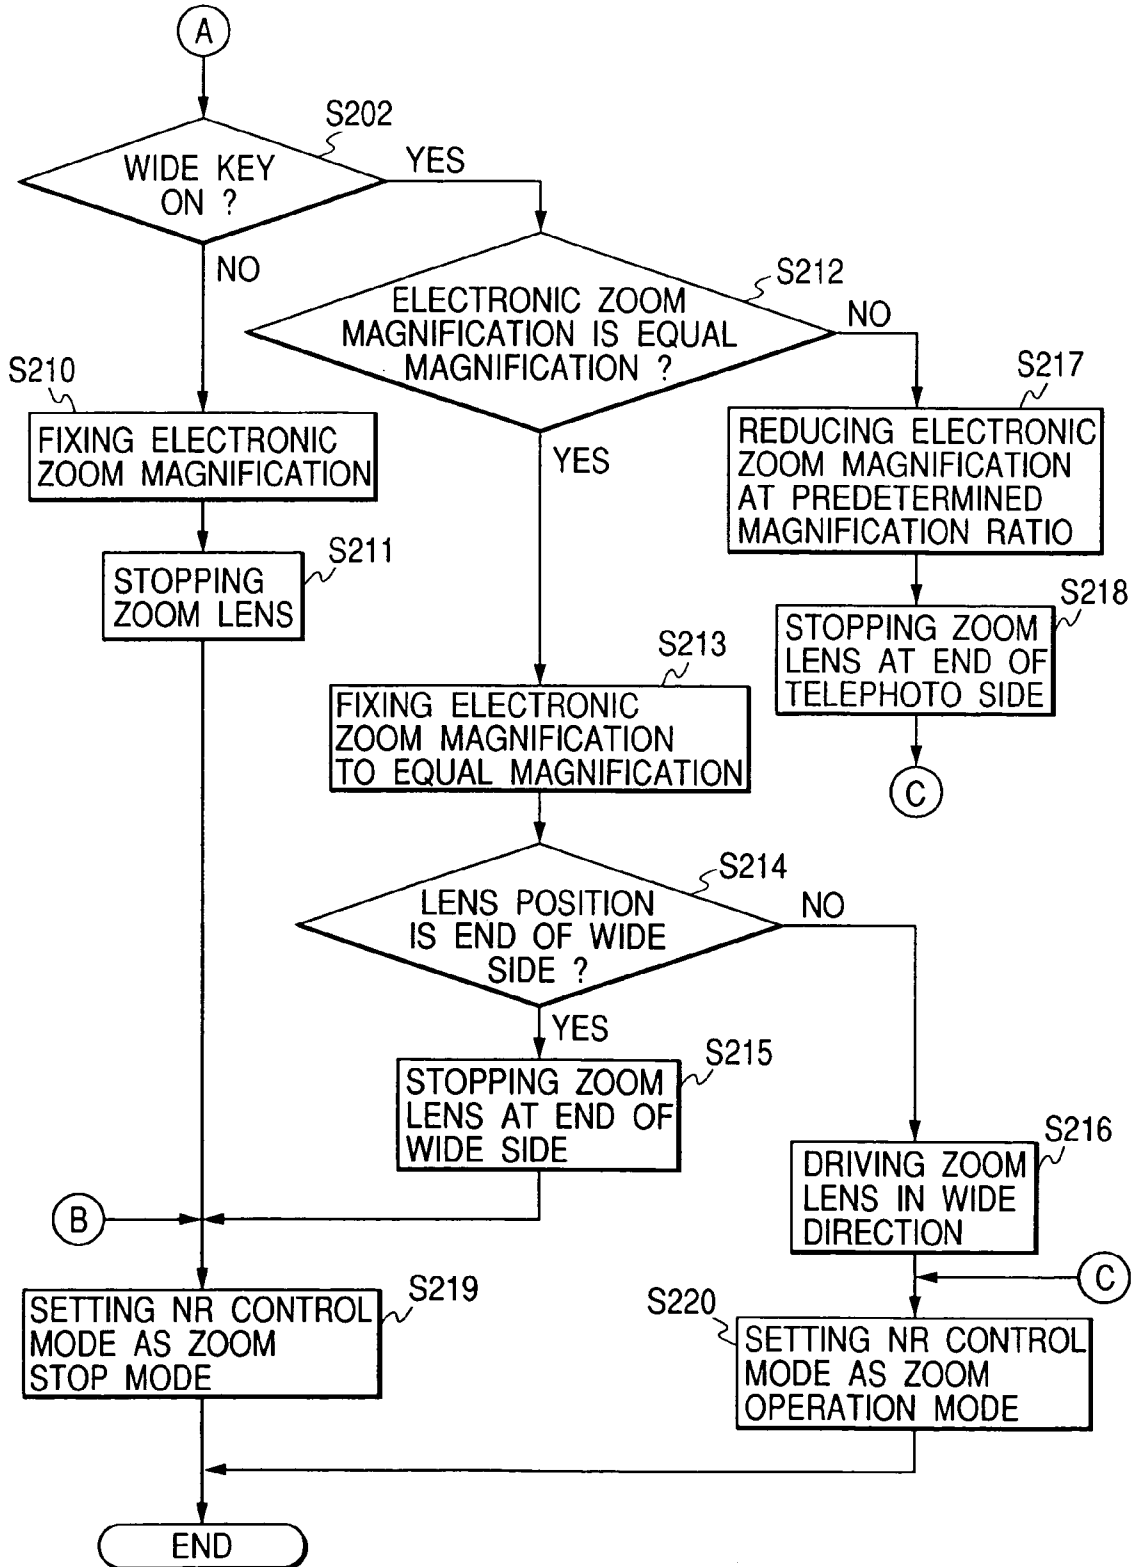 A
S202
WIDE KEY
ON ?
YES
NO
S212
ELECTRONIC ZOOM
MAGNIFICATION IS EQUAL
MAGNIFICATION ?
NO
YES
S210
FIXING ELECTRONIC
ZOOM MAGNIFICATION
S217
REDUCING ELECTRONIC
ZOOM MAGNIFICATION
AT PREDETERMINED
MAGNIFICATION RATIO
S211
STOPPING
ZOOM LENS
S218
STOPPING ZOOM
LENS AT END OF
TELEPHOTO SIDE
C
S213
FIXING ELECTRONIC
ZOOM MAGNIFICATION
TO EQUAL MAGNIFICATION
S214
LENS POSITION
IS END OF WIDE
SIDE ?
NO
YES
S215
STOPPING ZOOM
LENS AT END OF
WIDE SIDE
S216
DRIVING ZOOM
LENS IN WIDE
DIRECTION
B
C
S219
SETTING NR CONTROL
MODE AS ZOOM
STOP MODE
S220
SETTING NR CONTROL
MODE AS ZOOM
OPERATION MODE
END